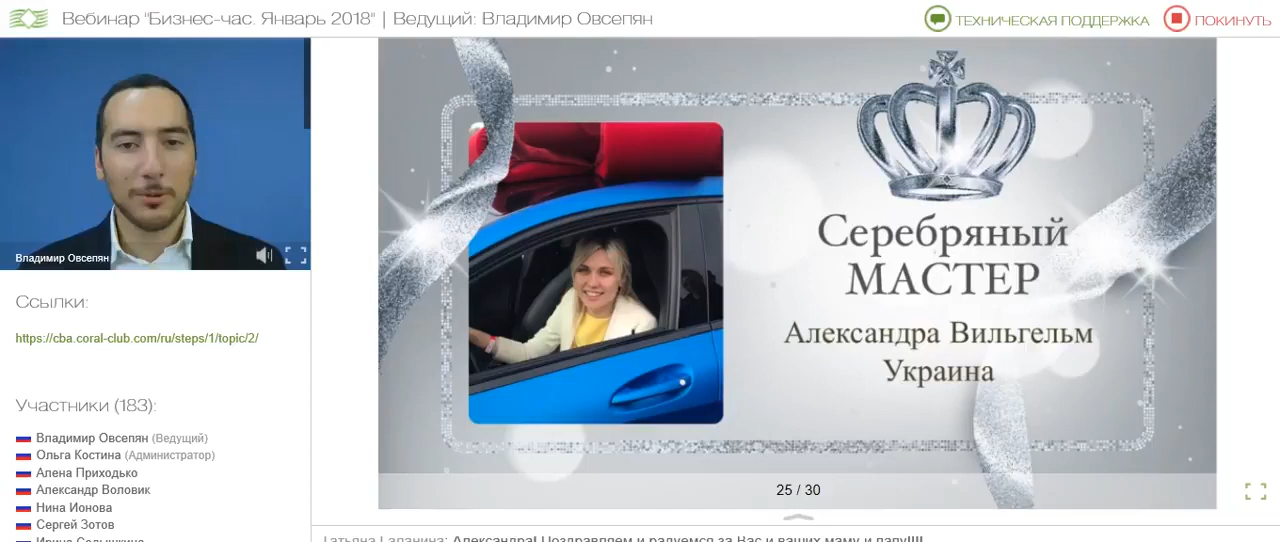 Вебинар "Бизнес-час. Январь 2018" | Ведущий: Владимир Овсепян
ТЕХНИЧЕСКАЯ ПОДДЕРЖКА
ПОКИНУТЬ
Владимир Овсепян
Ссылки:
https://cba.coral-club.com/ru/steps/1/topic/2/
Участники (183):
Владимир Овсепян (Ведущий)
Ольга Костина (Администратор)
Алена Приходько
Александр Воловик
Нина Ионова
Сергей Зотов
Серебряный
МАСТЕР
Александра Вильгельм
Украина
25 / 30
Александра! Поздравляем и радуемся за Вас и ваших маму и папу!!!!